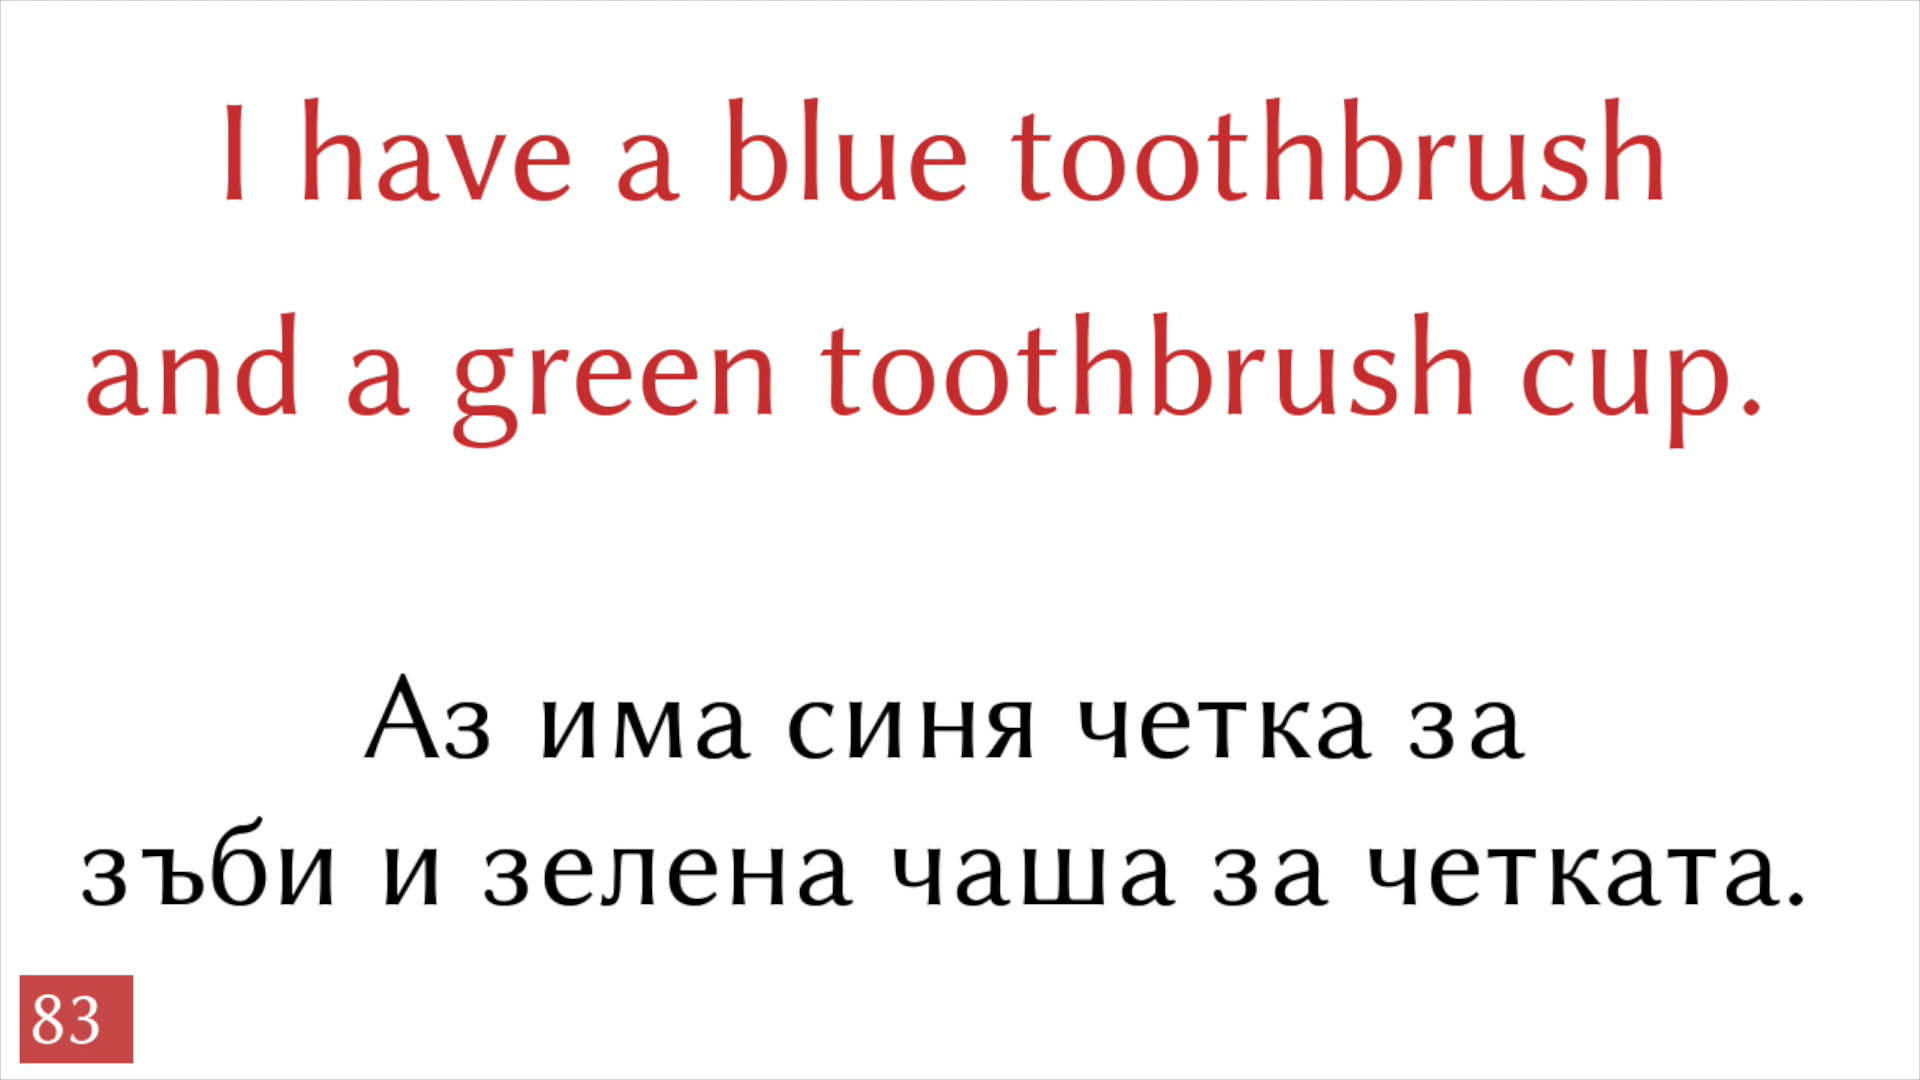 I have a blue toothbrush
and a green toothbrush cup.
Аз има синя четка за
зъби и зелена чаша за четката.
83